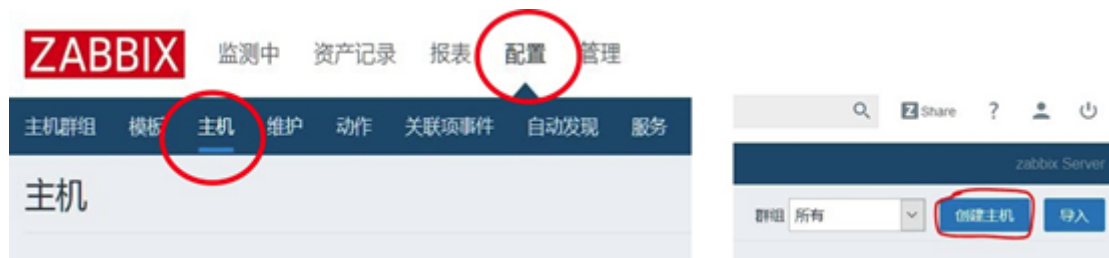 ZABBIX 监测中 资产记录 报表 配置 管理
主机群组 模板 主机 维护 动作 关联项事件 自动发现 服务
主机
Z Share ?
zabbix Server
群组 所有 创建主机 导入